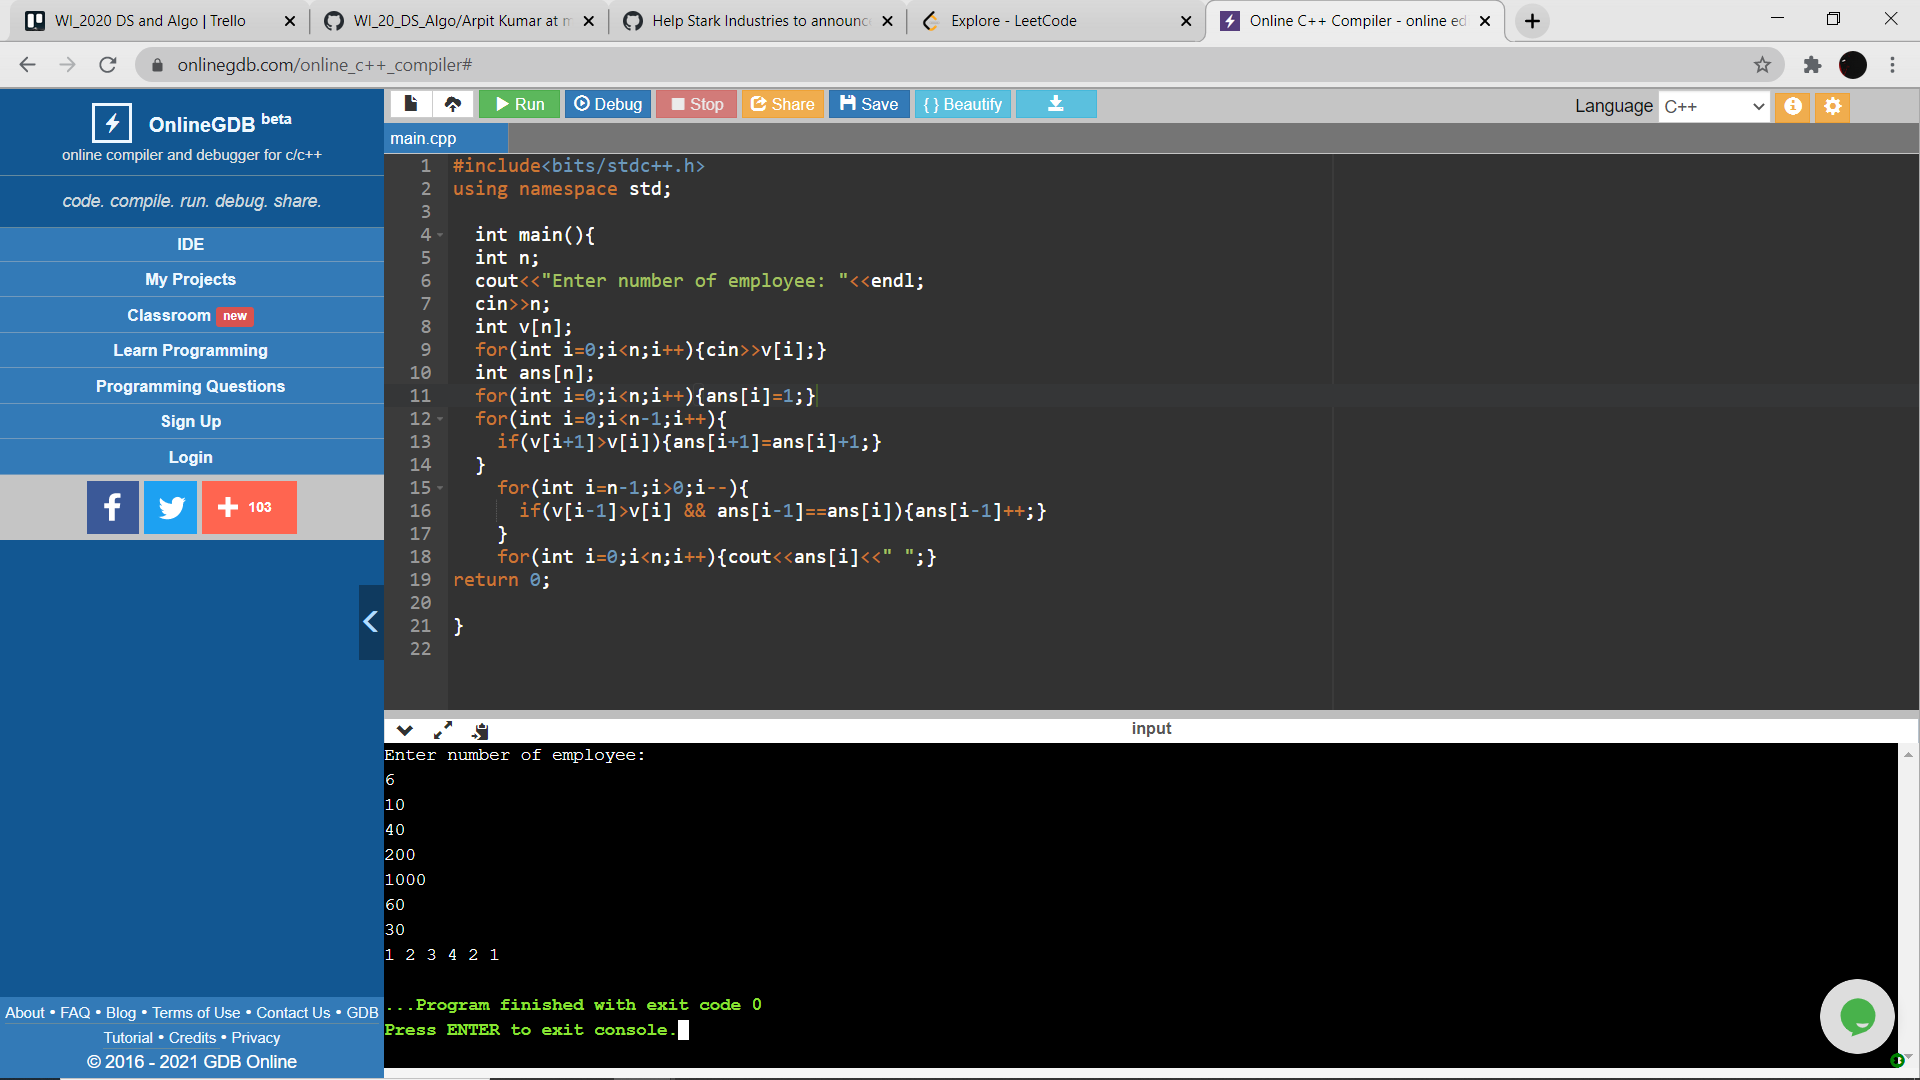 WI_2020 DS and Algo | Trello
WI_20_DS_Algo/Arpit Kumar at m
Help Stark Industries to announc
Explore - LeetCode
Online C++ Compiler - online ed
onlinegdb.com/online_c++_compiler#
OnlineGDB beta
online compiler and debugger for c/c++
code. compile. run. debug. share.
IDE
My Projects
Classroom new
Learn Programming
Programming Questions
Sign Up
Login
f
+ 103
About • FAQ • Blog • Terms of Use • Contact Us • GDB
Tutorial • Credits • Privacy
© 2016 - 2021 GDB Online
Run
Debug
Stop
Share
Save
{ } Beautify
Language C++
main.cpp
1 #include<bits/stdc++.h>
2 using namespace std;
3
4 int main(){
5 int n;
6 cout<<"Enter number of employee: "<<endl;
7 cin>>n;
8 int v[n];
9 for(int i=0;i<n;i++){cin>>v[i];}
10 int ans[n];
11 for(int i=0;i<n;i++){ans[i]=1;}
12 for(int i=0;i<n-1;i++){
13 if(v[i+1]>v[i]){ans[i+1]=ans[i]+1;}
14 }
15 for(int i=n-1;i>0;i--){
16 if(v[i-1]>v[i] && ans[i-1]==ans[i]){ans[i-1]++;}
17 }
18 for(int i=0;i<n;i++){cout<<ans[i]<<" ";}
19 return 0;
20
21 }
22
input
Enter number of employee:
6
10
40
200
1000
60
30
1 2 3 4 2 1
...Program finished with exit code 0
Press ENTER to exit console.